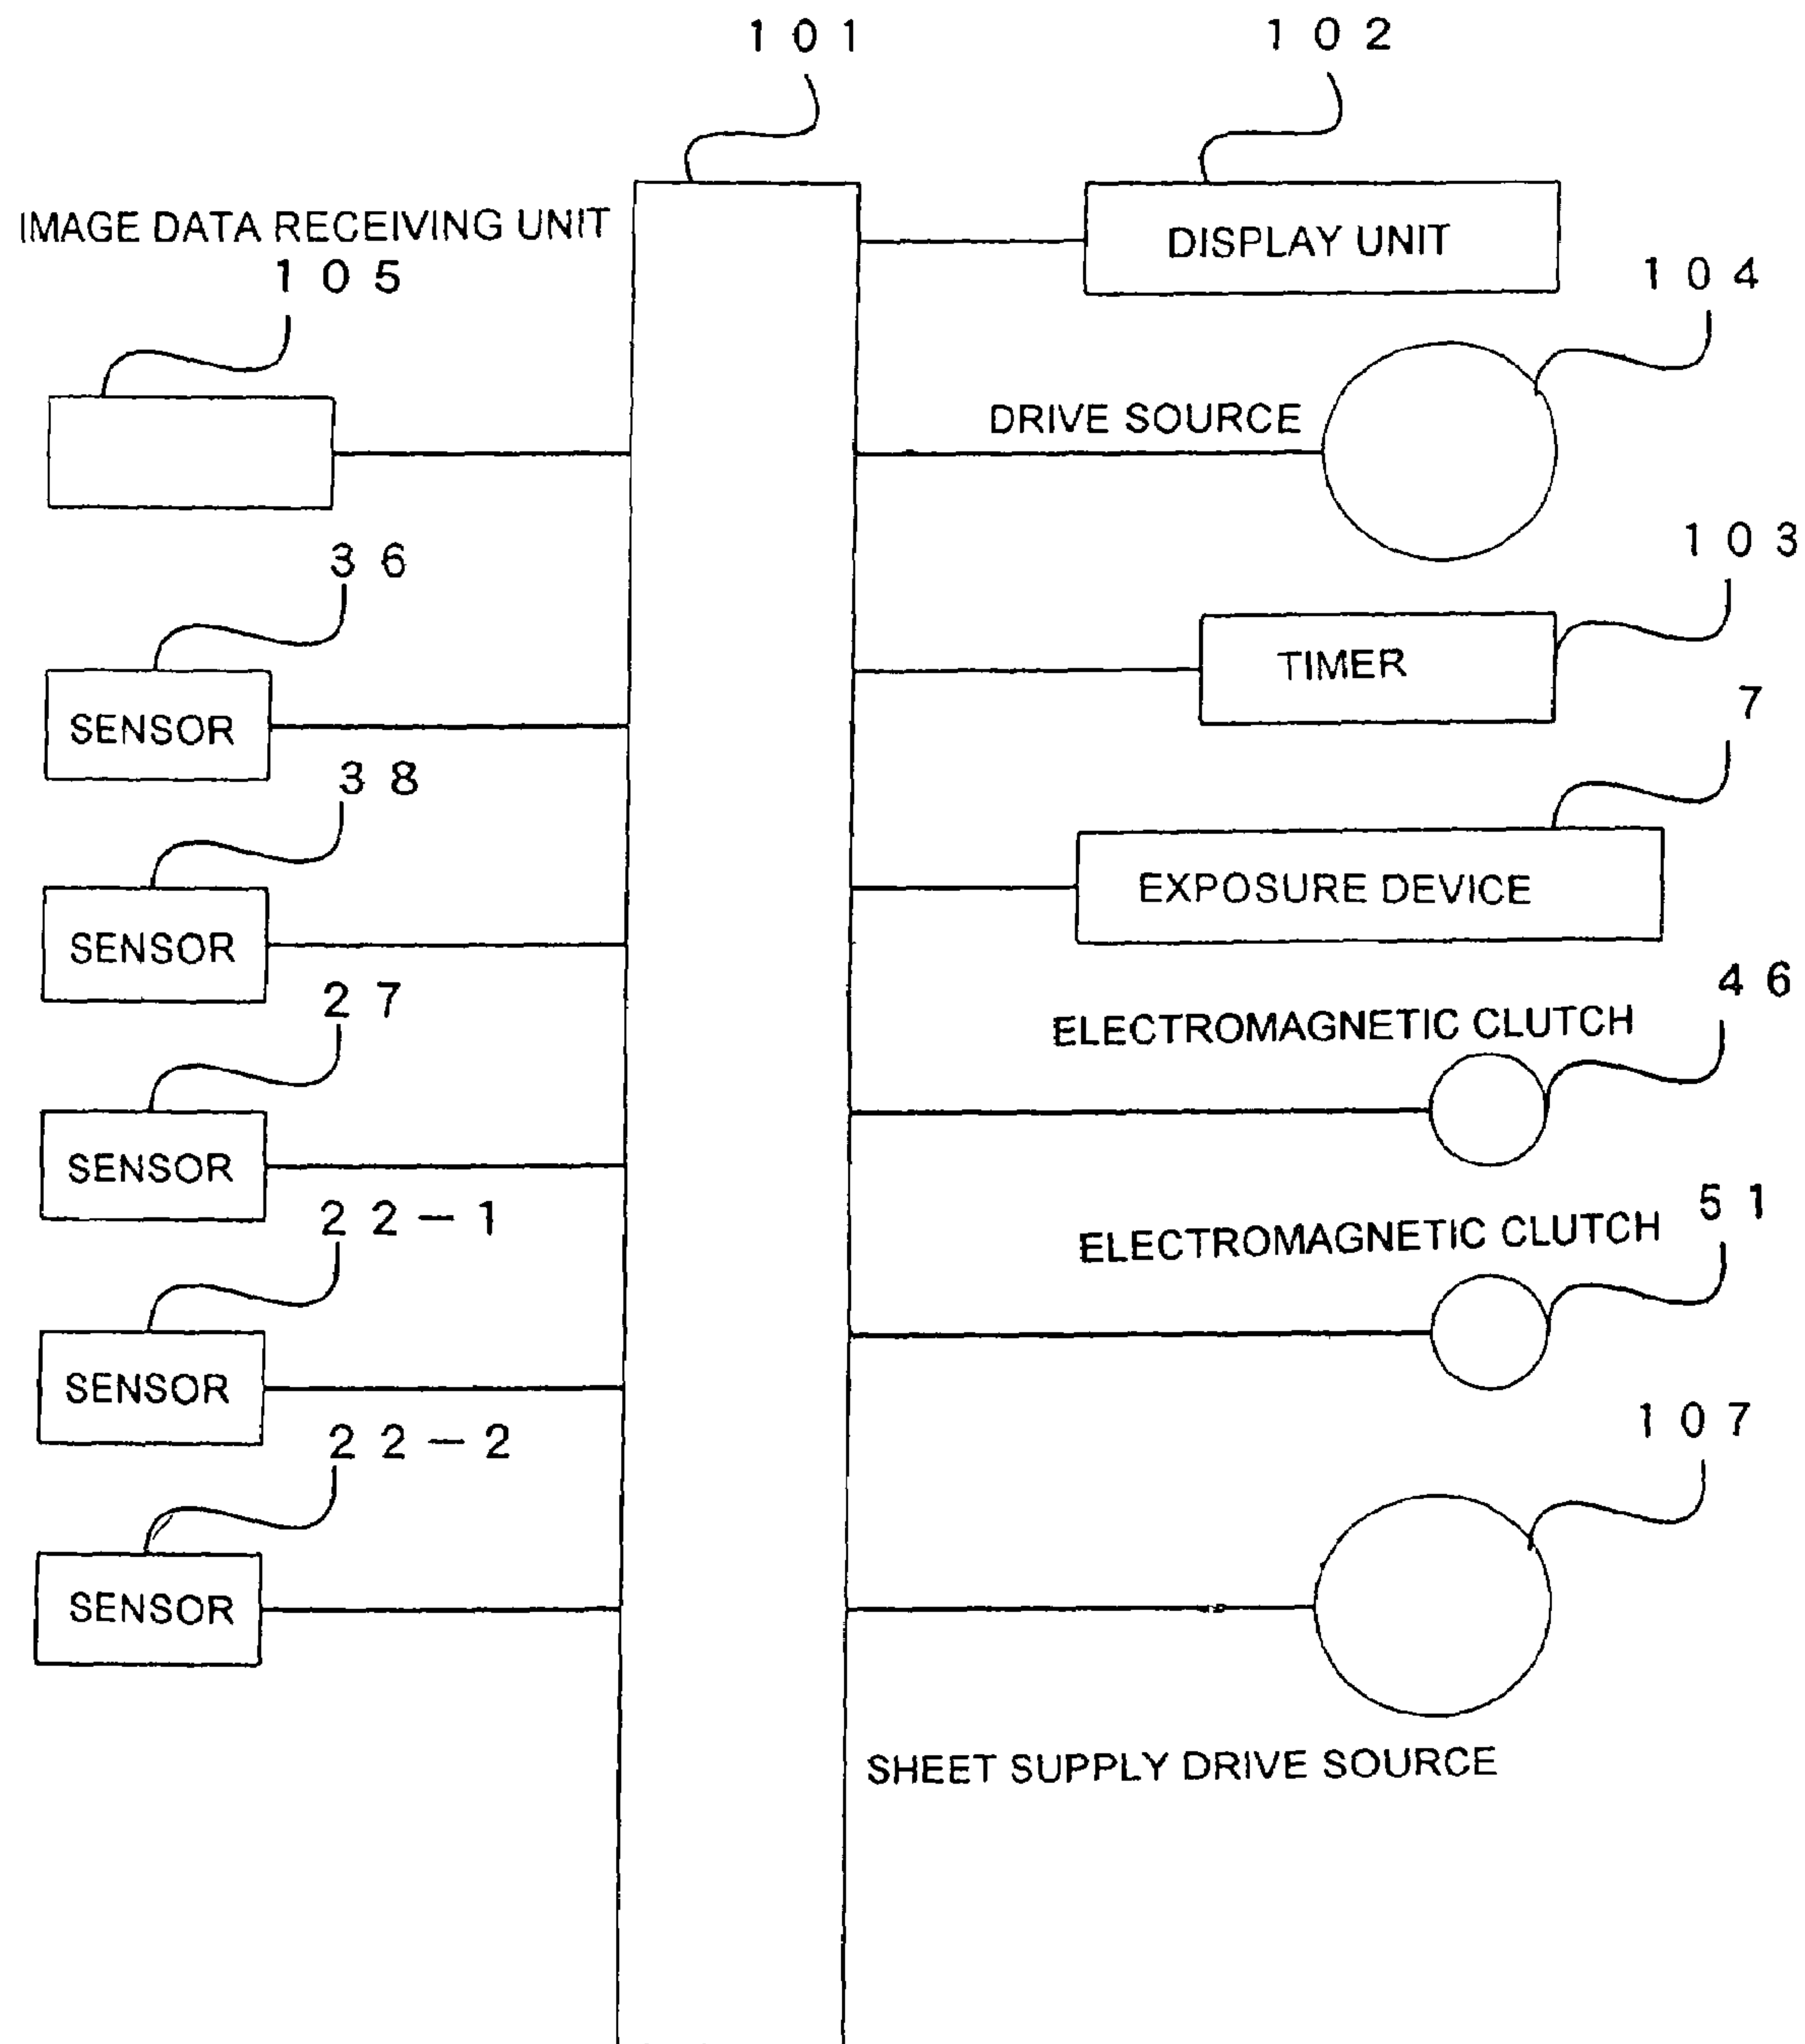 101
102
IMAGE DATA RECEIVING UNIT
105
DISPLAY UNIT
104
DRIVE SOURCE
36
103
TIMER
SENSOR
38
7
SENSOR
EXPOSURE DEVICE
27
46
ELECTROMAGNETIC CLUTCH
SENSOR
22-1
51
ELECTROMAGNETIC CLUTCH
SENSOR
22-2
107
SENSOR
SHEET SUPPLY DRIVE SOURCE